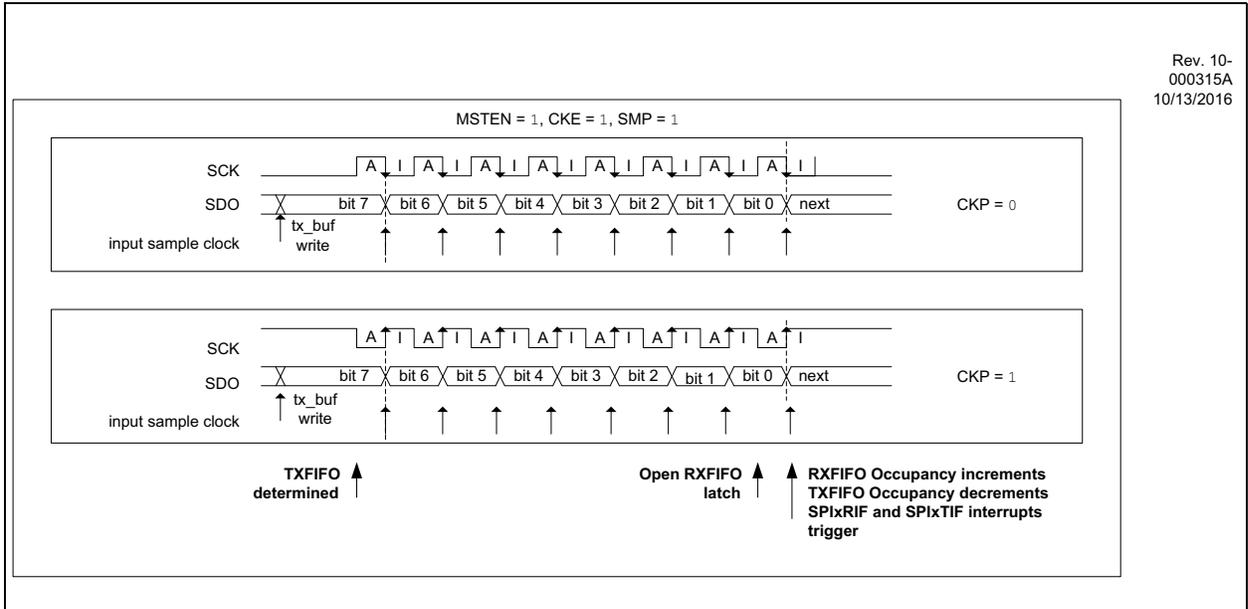 Rev. 10-
000315A
10/13/2016
MSTEN = 1, CKE = 1, SMP = 1
SCK A I A I A I A I A I A I A I A I
SDO bit 7 bit 6 bit 5 bit 4 bit 3 bit 2 bit 1 bit 0 next CKP = 0
tx_buf
write
input sample clock
SCK A I A I A I A I A I A I A I A I
SDO bit 7 bit 6 bit 5 bit 4 bit 3 bit 2 bit 1 bit 0 next CKP = 1
tx_buf
write
input sample clock
TXFIFO
determined
Open RXFIFO
latch
RXFIFO Occupancy increments
TXFIFO Occupancy decrements
SPIxRIF and SPIxTIF interrupts
trigger